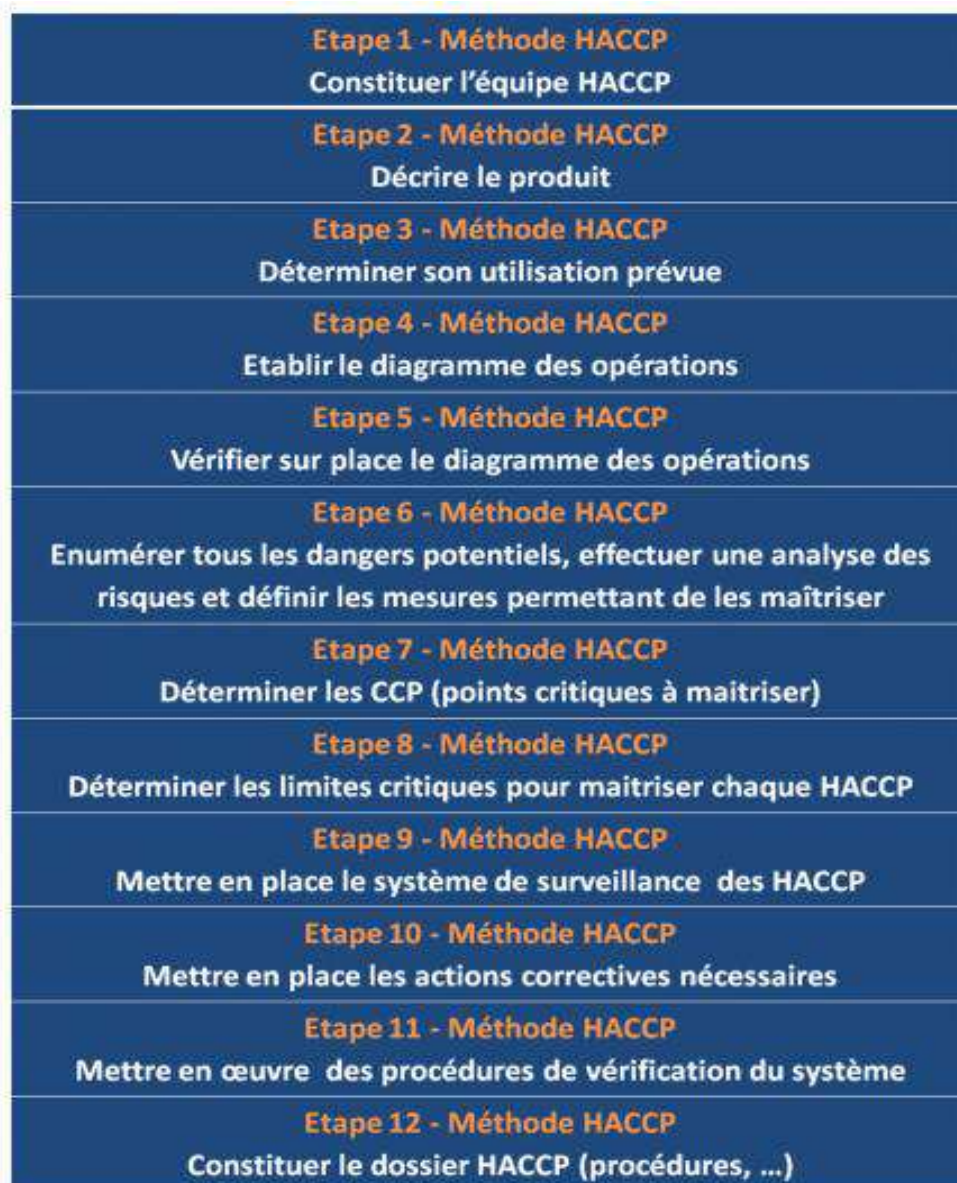 Etape 1 - Méthode HACCP
Constituer l’équipe HACCP
Etape 2 - Méthode HACCP
Décrire le produit
Etape 3 - Méthode HACCP
Déterminer son utilisation prévue
Etape 4 - Méthode HACCP
Etablir le diagramme des opérations
Etape 5 - Méthode HACCP
Vérifier sur place le diagramme des opérations
Etape 6 - Méthode HACCP
Enumérer tous les dangers potentiels, effectuer une analyse des
risques et définir les mesures permettant de les maîtriser
Etape 7 - Méthode HACCP
Déterminer les CCP (points critiques à maitriser)
Etape 8 - Méthode HACCP
Déterminer les limites critiques pour maitriser chaque HACCP
Etape 9 - Méthode HACCP
Mettre en place le système de surveillance des HACCP
Etape 10 - Méthode HACCP
Mettre en place les actions correctives nécessaires
Etape 11 - Méthode HACCP
Mettre en œuvre des procédures de vérification du système
Etape 12 - Méthode HACCP
Constituer le dossier HACCP (procédures, ...)